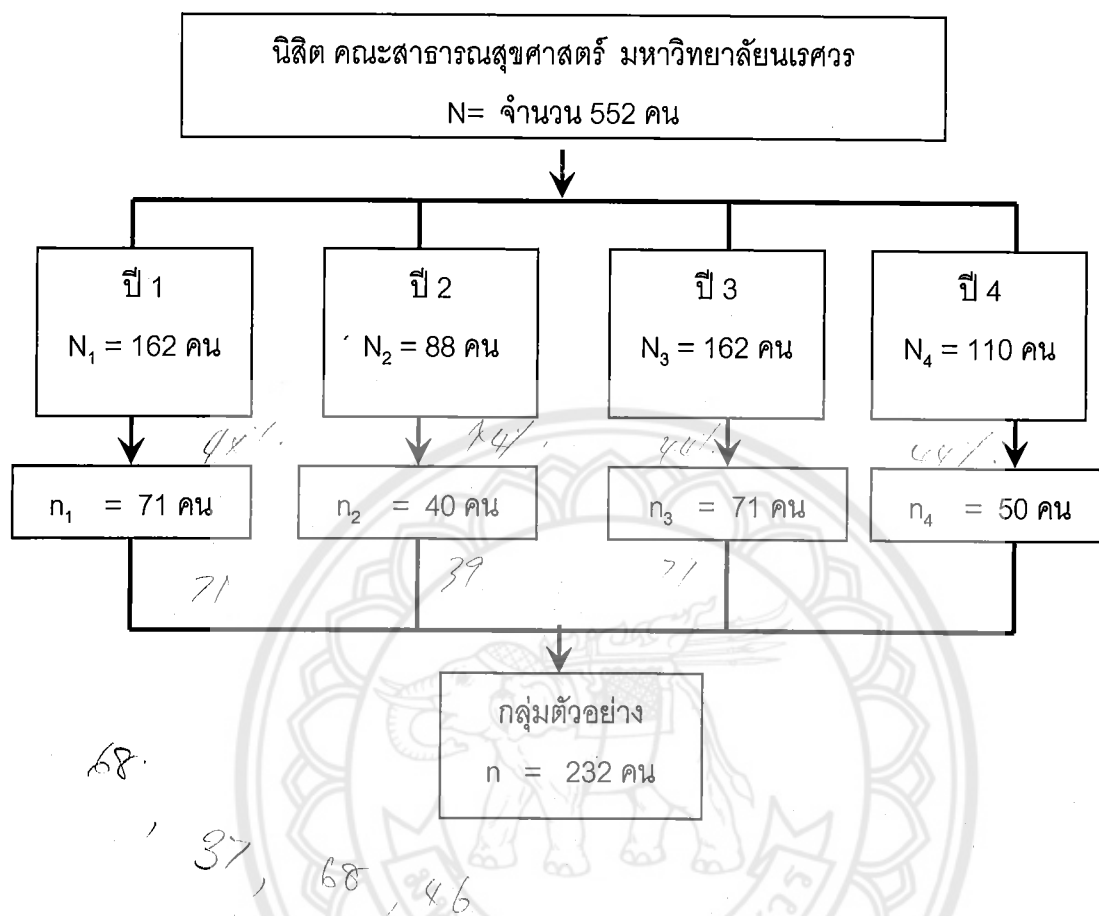 นิสิต คณะสาธารณสุขศาสตร์ มหาวิทยาลัยนเรศวร
N= จำนวน 552 คน
ปี 1
N₁ = 162 คน
ปี 2
N₂ = 88 คน
ปี 3
N₃ = 162 คน
ปี 4
N₄ = 110 คน
44%.
44%.
n₁ = 71 คน
n₂ = 40 คน
n₃ = 71 คน
n₄ = 50 คน
71
39
71
กลุ่มตัวอย่าง
n = 232 คน
68.
, 37, 68, 46